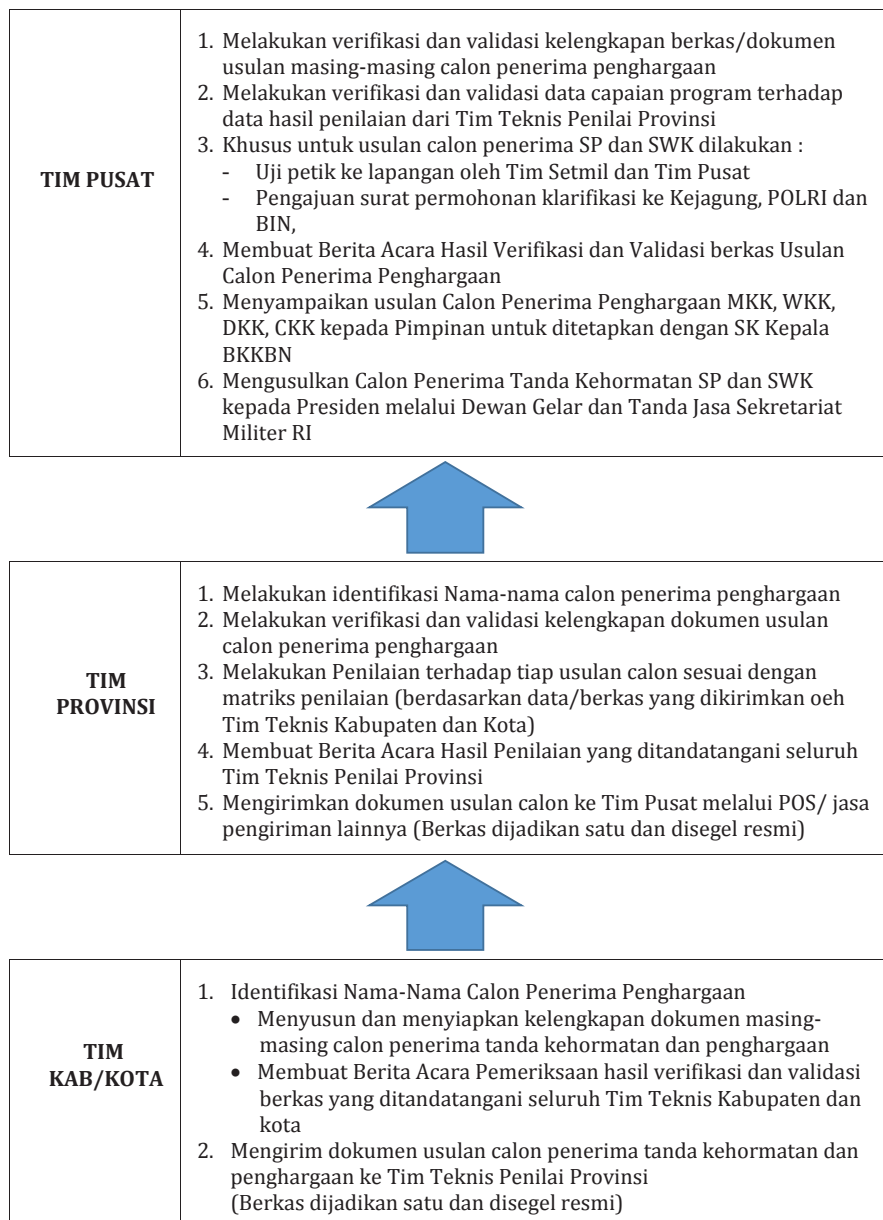 TIM PUSAT
1. Melakukan verifikasi dan validasi kelengkapan berkas/dokumen
usulan masing-masing calon penerima penghargaan
2. Melakukan verifikasi dan validasi data capaian program terhadap
data hasil penilaian dari Tim Teknis Penilai Provinsi
3. Khusus untuk usulan calon penerima SP dan SWK dilakukan :
- Uji petik ke lapangan oleh Tim Setmil dan Tim Pusat
- Pengajuan surat permohonan klarifikasi ke Kejagung, POLRI dan
BIN,
4. Membuat Berita Acara Hasil Verifikasi dan Validasi berkas Usulan
Calon Penerima Penghargaan
5. Menyampaikan usulan Calon Penerima Penghargaan MKK, WKK,
DKK, CKK kepada Pimpinan untuk ditetapkan dengan SK Kepala
BKKBN
6. Mengusulkan Calon Penerima Tanda Kehormatan SP dan SWK
kepada Presiden melalui Dewan Gelar dan Tanda Jasa Sekretariat
Militer RI
TIM
PROVINSI
1. Melakukan identifikasi Nama-nama calon penerima penghargaan
2. Melakukan verifikasi dan validasi kelengkapan dokumen usulan
calon penerima penghargaan
3. Melakukan Penilaian terhadap tiap usulan calon sesuai dengan
matriks penilaian (berdasarkan data/berkas yang dikirimkan oeh
Tim Teknis Kabupaten dan Kota)
4. Membuat Berita Acara Hasil Penilaian yang ditandatangani seluruh
Tim Teknis Penilai Provinsi
5. Mengirimkan dokumen usulan calon ke Tim Pusat melalui POS/ jasa
pengiriman lainnya (Berkas dijadikan satu dan disegel resmi)
TIM
KAB/KOTA
1. Identifikasi Nama-Nama Calon Penerima Penghargaan
• Menyusun dan menyiapkan kelengkapan dokumen masing-
masing calon penerima tanda kehormatan dan penghargaan
• Membuat Berita Acara Pemeriksaan hasil verifikasi dan validasi
berkas yang ditandatangani seluruh Tim Teknis Kabupaten dan
kota
2. Mengirim dokumen usulan calon penerima tanda kehormatan dan
penghargaan ke Tim Teknis Penilai Provinsi
(Berkas dijadikan satu dan disegel resmi)